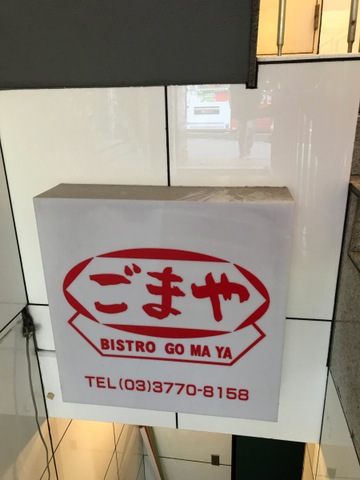 ごまや
BISTRO GO MA YA
TEL(03)3770-8158